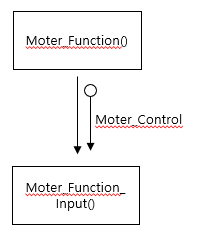 Moter_Function()
Moter_Control
Moter_Function_
Input()